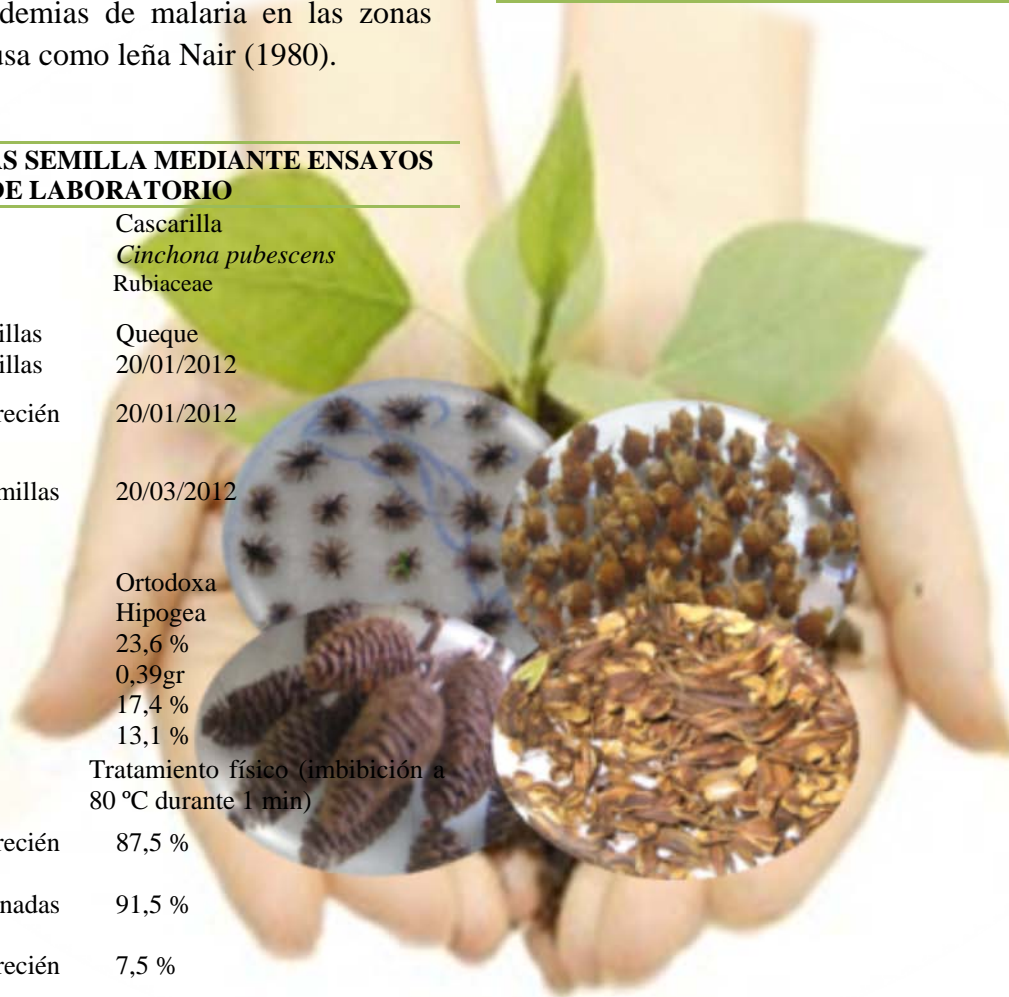 demias de malaria en las zonas
usa como leña Nair (1980).
AS SEMILLA MEDIANTE ENSAYOS
DE LABORATORIO
Cascarilla
Cinchona pubescens
Rubiaceae
illas Queque
illas 20/01/2012
recién 20/01/2012
millas 20/03/2012
Ortodoxa
Hipogea
23,6 %
0,39gr
17,4 %
13,1 %
Tratamiento físico (imbibición a
80 ºC durante 1 min)
recién 87,5 %
nadas 91,5 %
recién 7,5 %